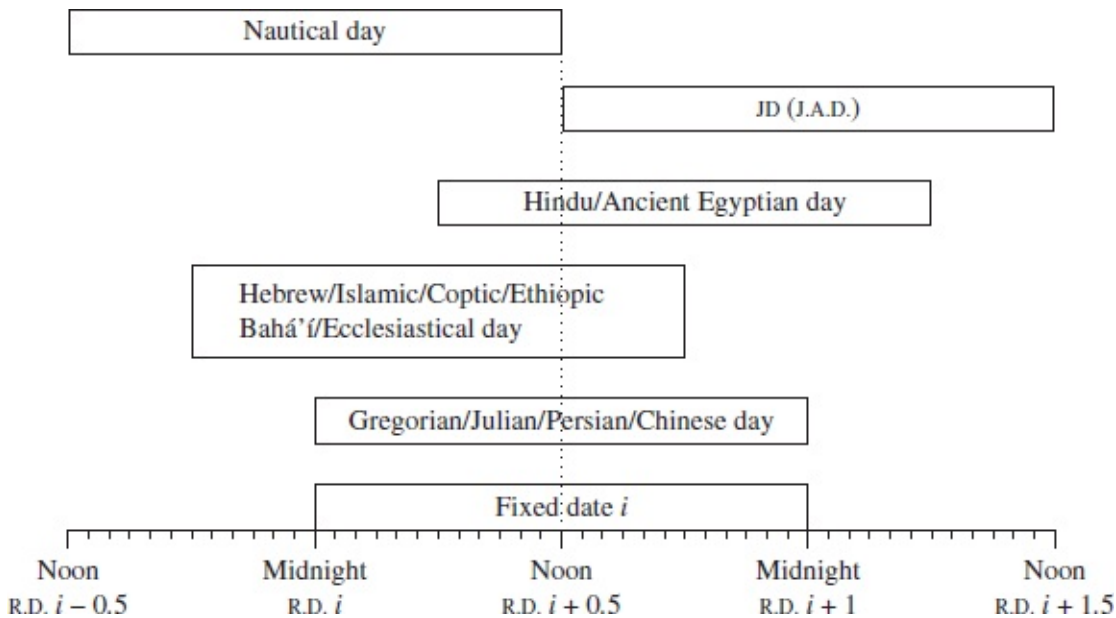 Nautical day
JD (J.A.D.)
Hindu/Ancient Egyptian day
Hebrew/Islamic/Coptic/Ethiopic
Bahá’í/Ecclesiastical day
Gregorian/Julian/Persian/Chinese day
Fixed date i
Noon Midnight Noon Midnight Noon
R.D. i − 0.5 R.D. i R.D. i + 0.5 R.D. i + 1 R.D. i + 1.5